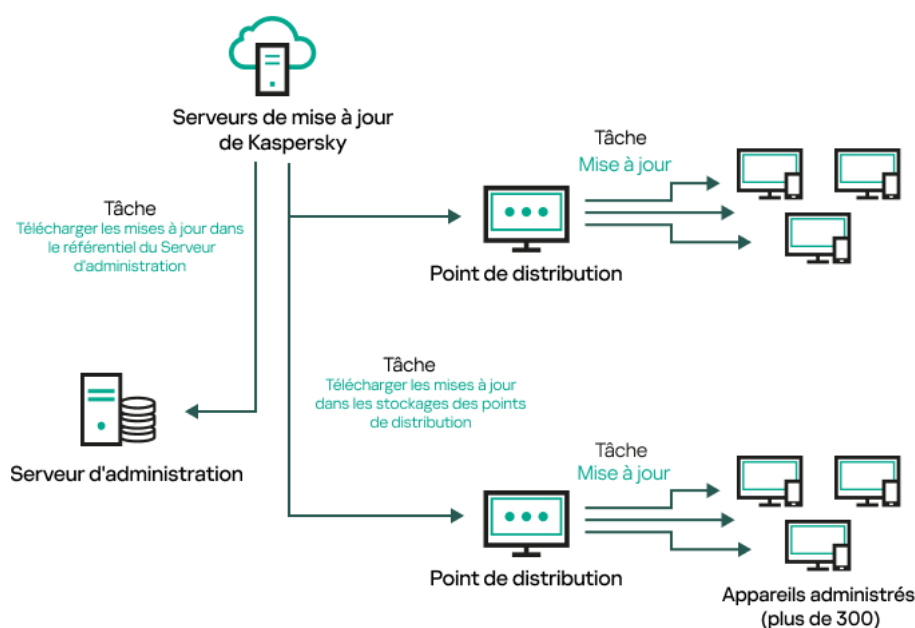 Serveurs de mise à jour
de Kaspersky
Tâche
Télécharger les mises à jour dans
le référentiel du Serveur
d'administration
Tâche
Mise à jour
Point de distribution
Tâche
Télécharger les mises à jour
dans les stockages des points
de distribution
Serveur d'administration
Tâche
Mise à jour
Point de distribution
Appareils administrés
(plus de 300)